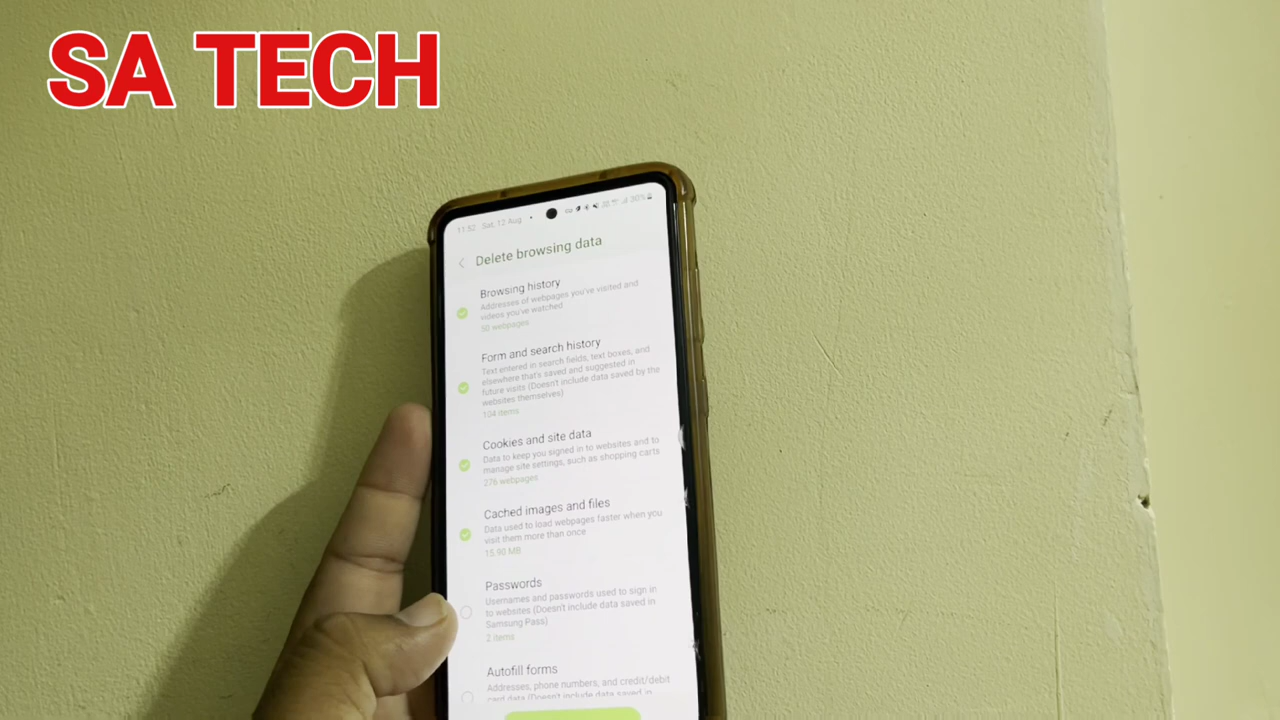 SA TECH
11:52 Sat, 12 Aug
30%
Delete browsing data
Browsing history
Addresses of webpages you've visited and
videos you've watched
50 webpages
Form and search history
Text entered in search fields, text boxes, and
elsewhere that's saved and suggested in
future visits (Doesn't include data saved by the
websites themselves)
104 items
Cookies and site data
Data to keep you signed in to websites and to
manage site settings, such as shopping carts
276 webpages
Cached images and files
Data used to load webpages faster when you
visit them more than once
15.90 MB
Passwords
Usernames and passwords used to sign in
to websites (Doesn't include data saved in
Samsung Pass)
2 items
Autofill forms
Addresses, phone numbers, and credit/debit
card data (Doesn't include data saved in